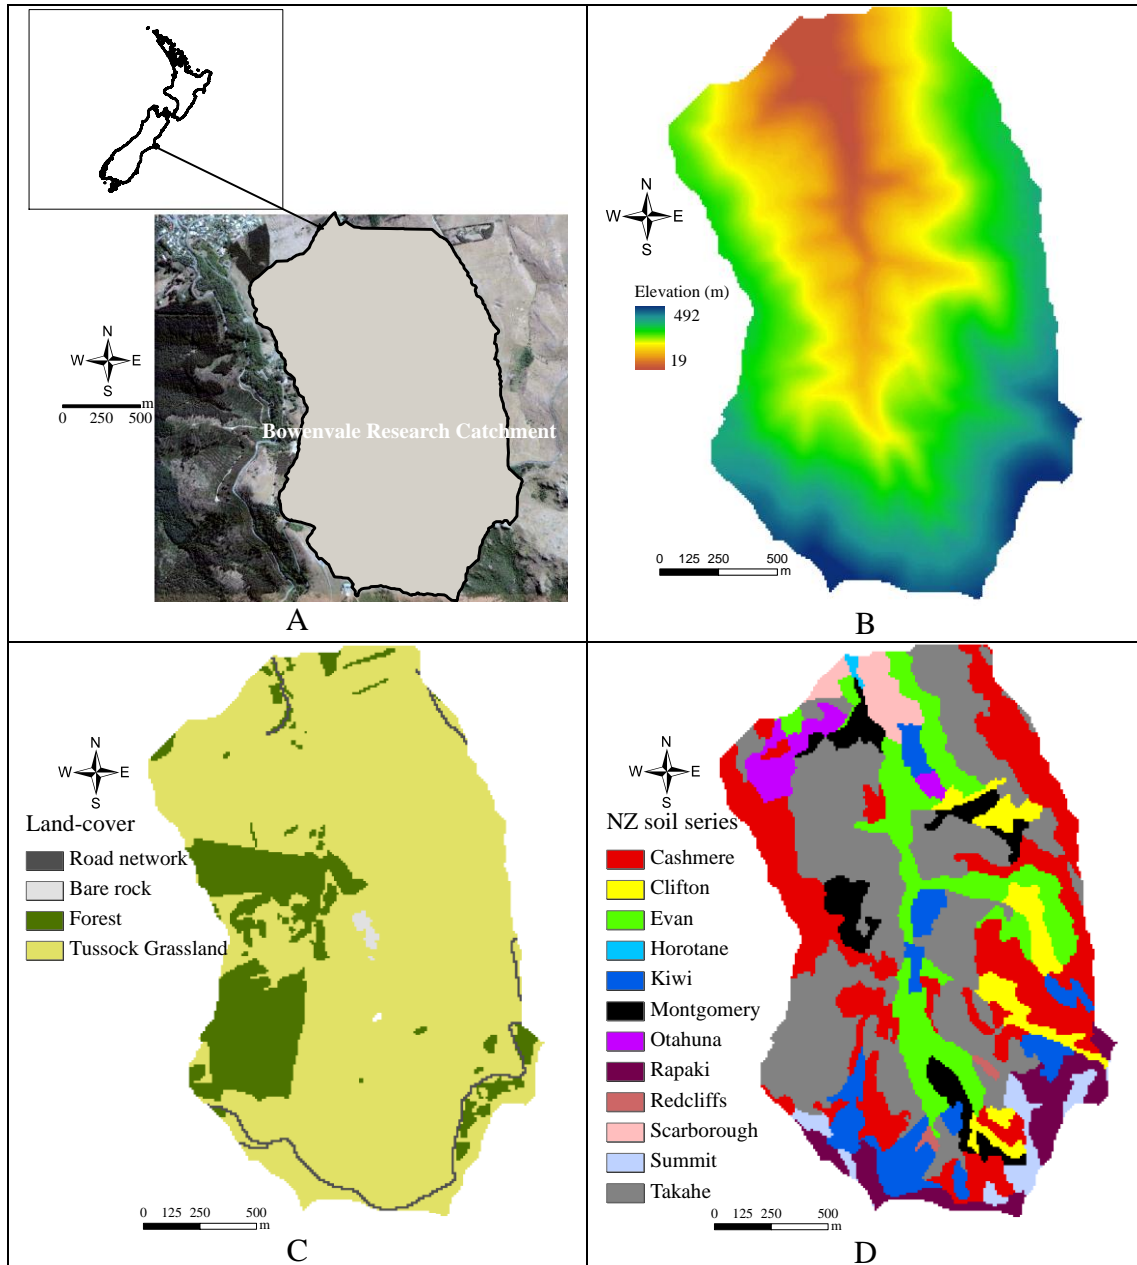 N
W E
S
0 250 500 m
Bowenvale Research Catchment
A
N
W E
S
Elevation (m)
492
19
0 125 250 500
m
B
N
W E
S
Land-cover
Road network
Bare rock
Forest
Tussock Grassland
0 125 250 500
m
C
N
W E
S
NZ soil series
Cashmere
Clifton
Evan
Horotane
Kiwi
Montgomery
Otahuna
Rapaki
Redcliffs
Scarborough
Summit
Takahe
0 125 250 500
m
D